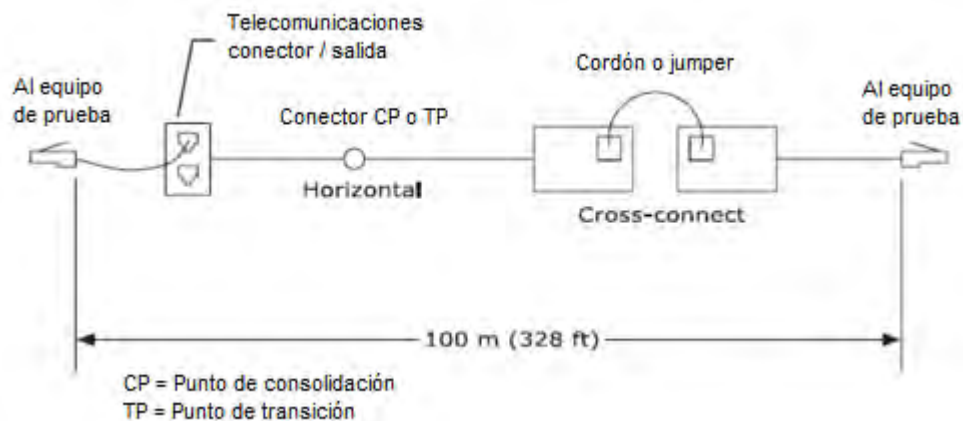 Telecomunicaciones
conector / salida
Al equipo
de prueba
Conector CP o TP
Cordón o jumper
Al equipo
de prueba
Horizontal
Cross-connect
100 m (328 ft)
CP = Punto de consolidación
TP = Punto de transición